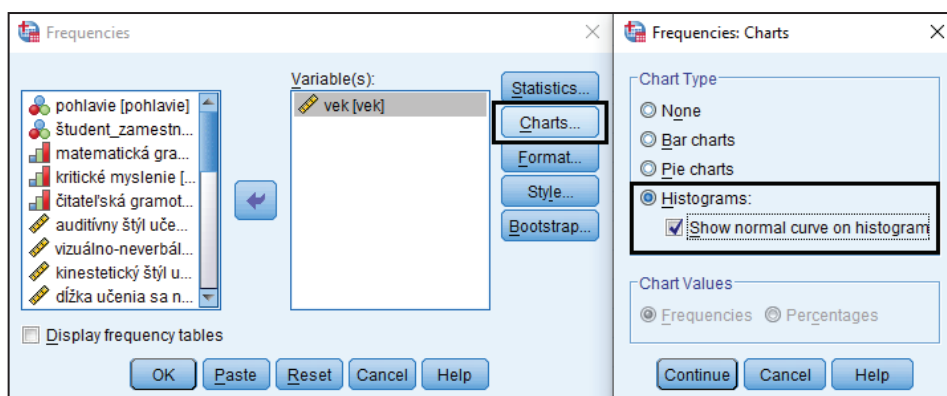 Frequencies
Variable(s):
pohlavie [pohlavie]
študent_zamestn...
matematická gra...
kritické myslenie [...
čitateľská gramot...
auditívny štýl uče...
vizuálno-neverbál...
kinestetický štýl u...
dĺžka učenia sa n...
vek [vek]
Statistics...
Charts...
Format...
Style...
Bootstrap...
Display frequency tables
OK Paste Reset Cancel Help
Frequencies: Charts
Chart Type
None
Bar charts
Pie charts
Histograms:
Show normal curve on histogram
Chart Values
Frequencies Percentages
Continue Cancel Help